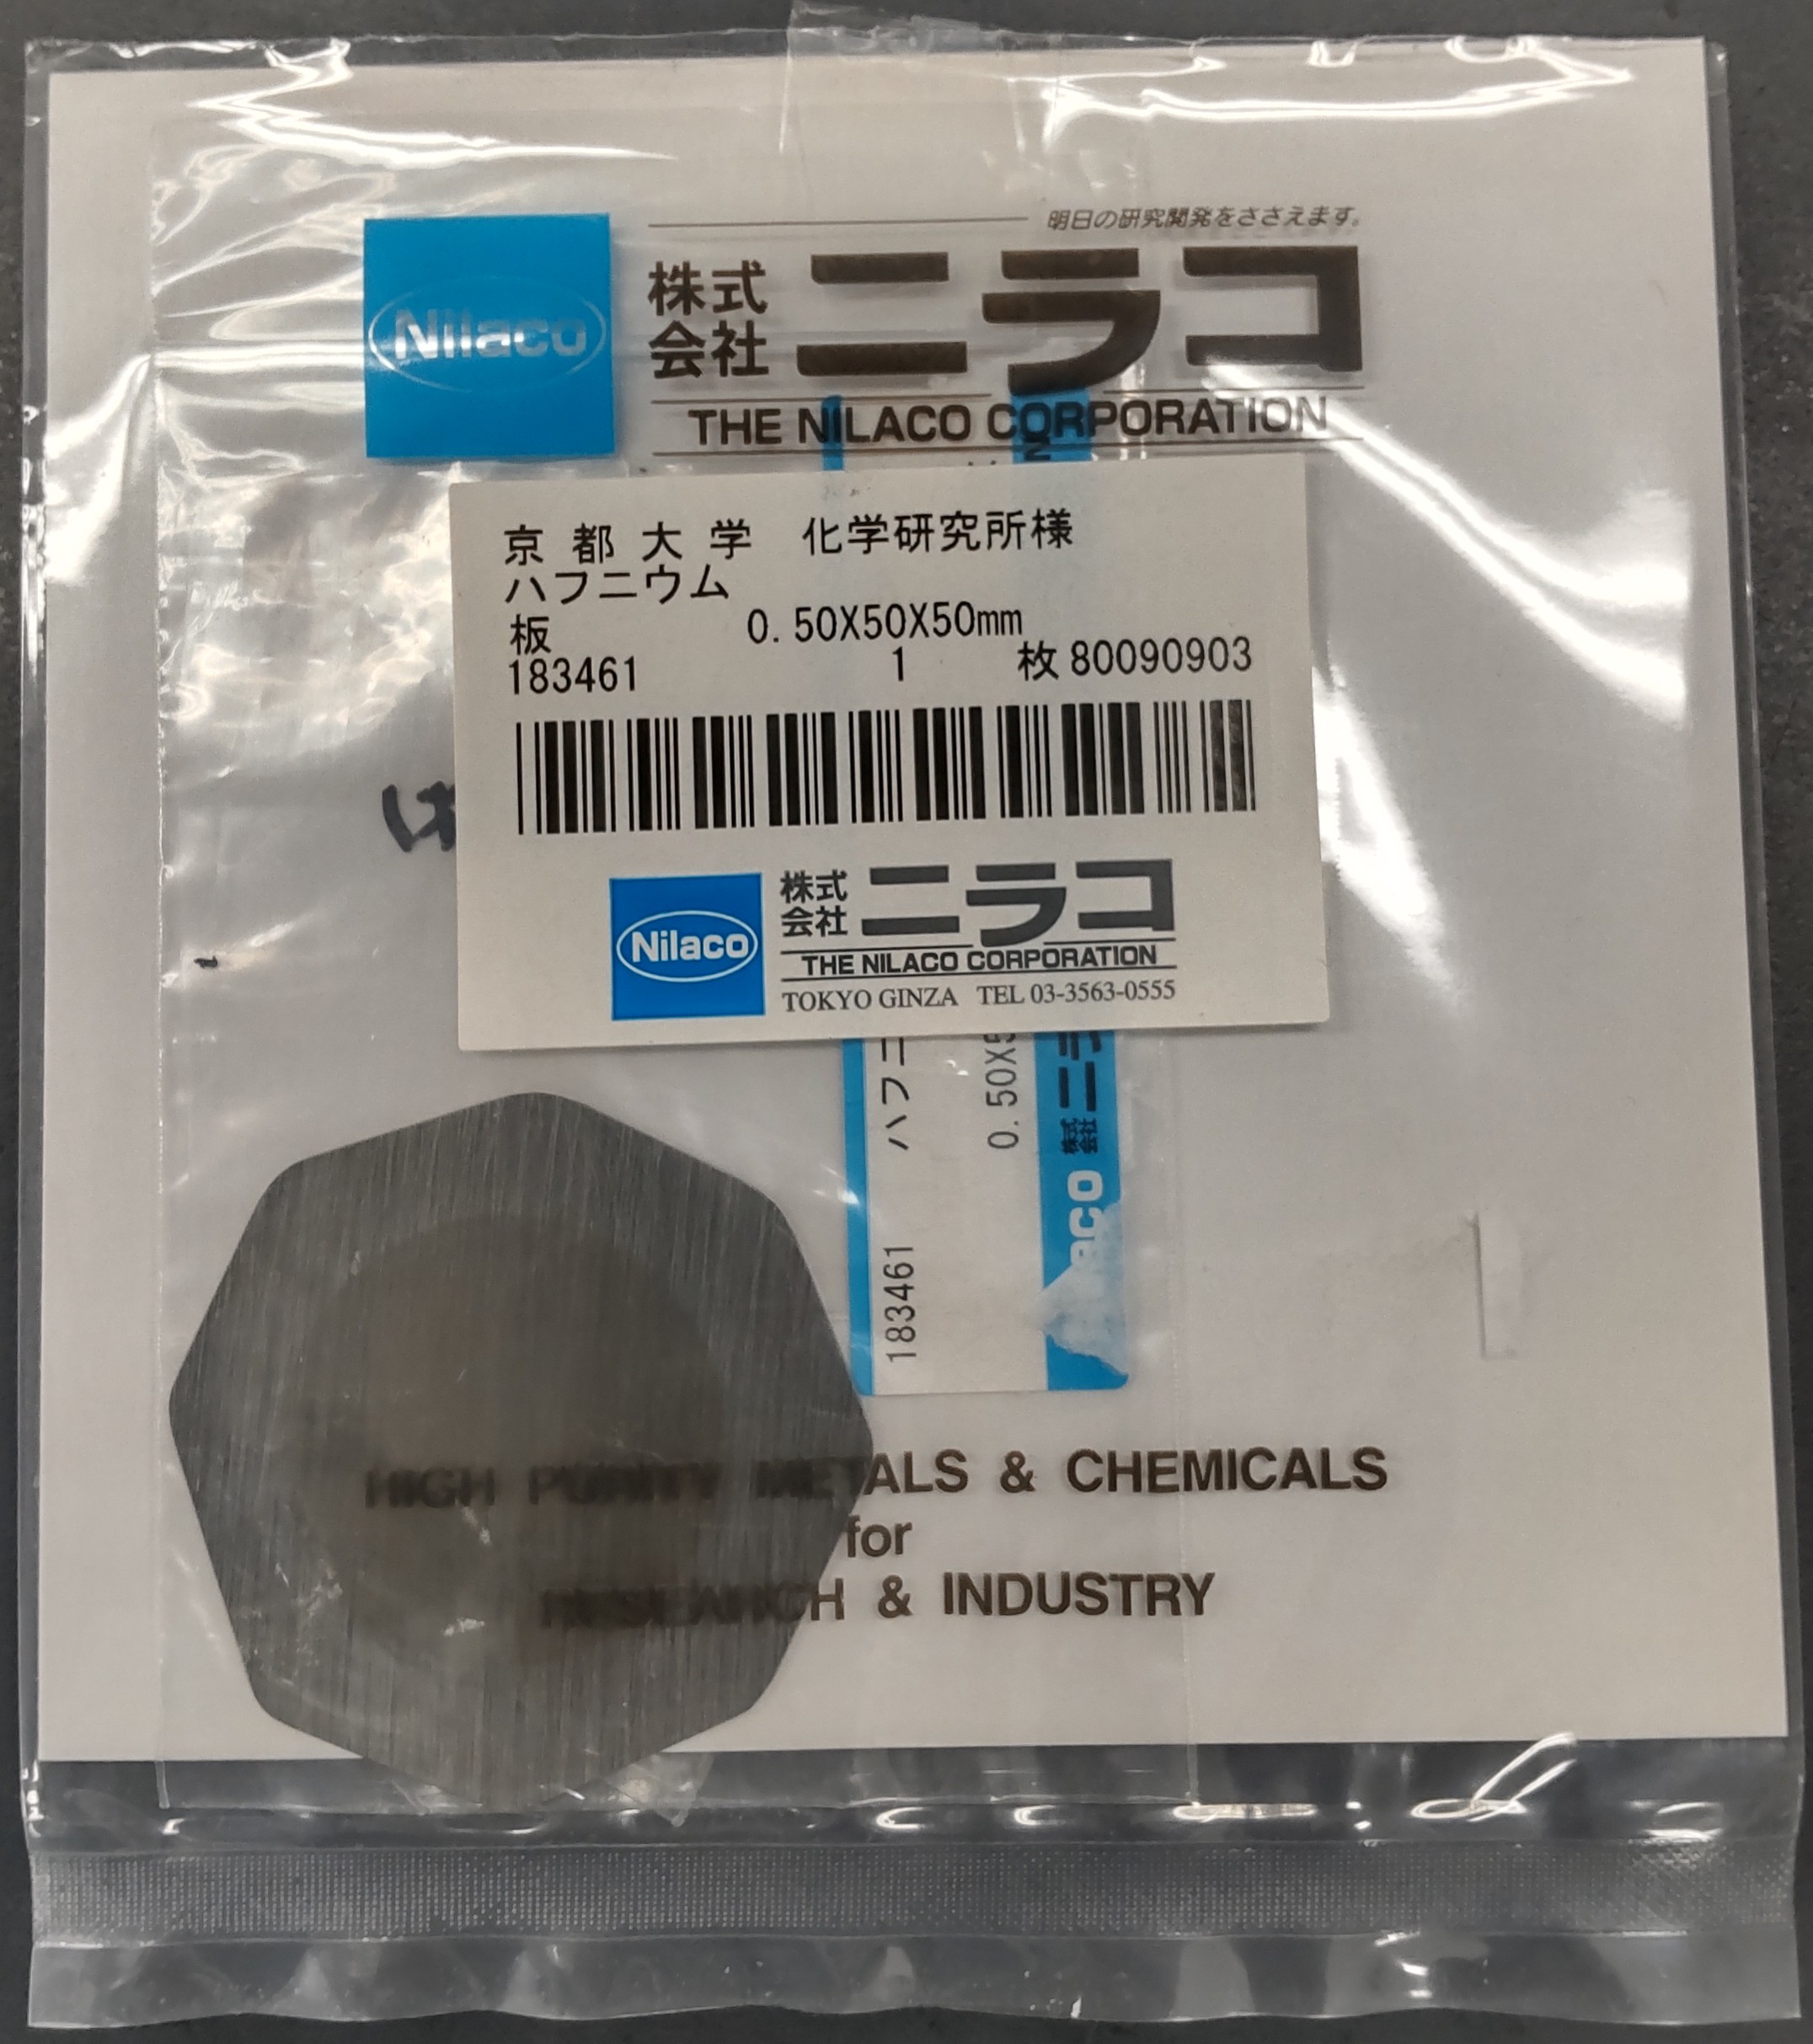 明日の研究開発をささえます。
Nilaco
株式会社 ニラコ
THE NILACO CORPORATION
京都大学 化学研究所様
ハフニウム
板 0.50X50X50mm
183461 1 枚 80090903
Nilaco
株式会社 ニラコ
THE NILACO CORPORATION
TOKYO GINZA TEL 03-3563-0555
183461 ハフニ
0.50X5
aco 株式会社 ニラ
HIGH PURITY METALS & CHEMICALS
for
RESEARCH & INDUSTRY